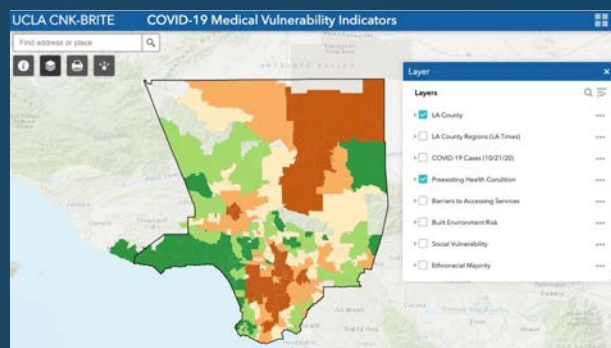 UCLA CNK-BRITE COVID-19 Medical Vulnerability Indicators
Find address or place
Layer
Layers
LA County
LA County Regions (LA Times)
COVID-19 Cases (10/21/20)
Preexisting Health Condition
Barriers to Accessing Services
Built Environment Risk
Social Vulnerability
Ethnoracial Majority